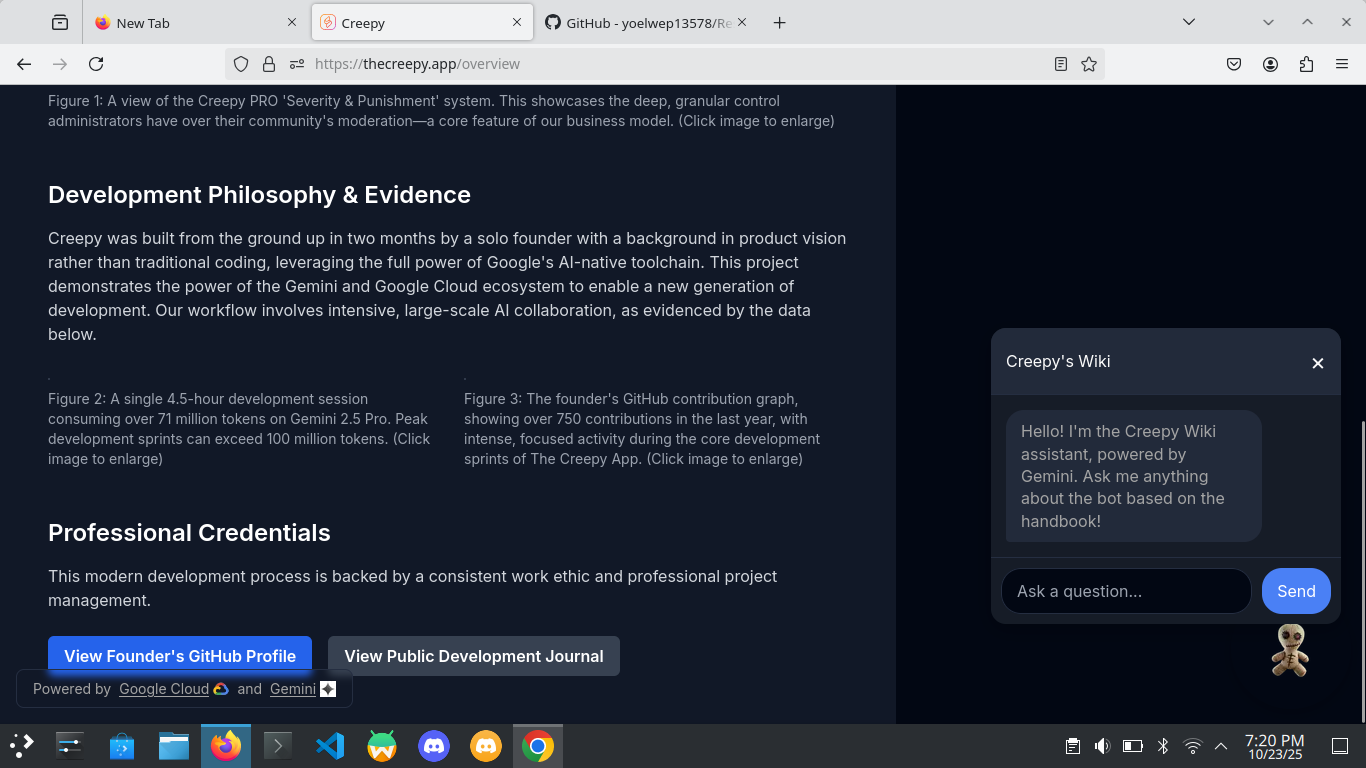 New Tab
Creepy
GitHub - yoelwep13578/Re
https://thecreepy.app/overview
Figure 1: A view of the Creepy PRO 'Severity & Punishment' system. This showcases the deep, granular control
administrators have over their community's moderation—a core feature of our business model. (Click image to enlarge)
Development Philosophy & Evidence
Creepy was built from the ground up in two months by a solo founder with a background in product vision
rather than traditional coding, leveraging the full power of Google's AI-native toolchain. This project
demonstrates the power of the Gemini and Google Cloud ecosystem to enable a new generation of
development. Our workflow involves intensive, large-scale AI collaboration, as evidenced by the data
below.
Figure 2: A single 4.5-hour development session
consuming over 71 million tokens on Gemini 2.5 Pro. Peak
development sprints can exceed 100 million tokens. (Click
image to enlarge)
Figure 3: The founder's GitHub contribution graph,
showing over 750 contributions in the last year, with
intense, focused activity during the core development
sprints of The Creepy App. (Click image to enlarge)
Professional Credentials
This modern development process is backed by a consistent work ethic and professional project
management.
View Founder's GitHub Profile
View Public Development Journal
Powered by Google Cloud and Gemini
Creepy's Wiki
Hello! I'm the Creepy Wiki
assistant, powered by
Gemini. Ask me anything
about the bot based on the
handbook!
Ask a question...
Send
7:20 PM
10/23/25